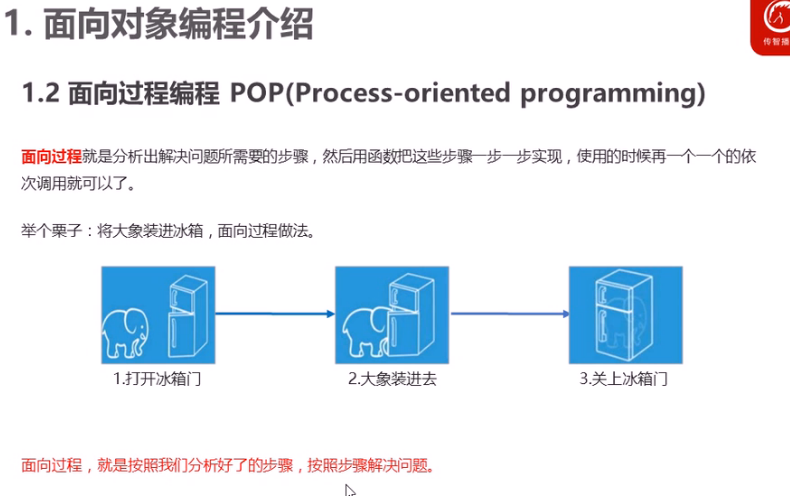 1. 面向对象编程介绍
传智播
1.2 面向过程编程 POP(Process-oriented programming)
面向过程就是分析出解决问题所需要的步骤，然后用函数把这些步骤一步一步实现，使用的时候再一个一个的依
次调用就可以了。
举个栗子：将大象装进冰箱，面向过程做法。
1.打开冰箱门
2.大象装进去
3.关上冰箱门
面向过程，就是按照我们分析好了的步骤，按照步骤解决问题。